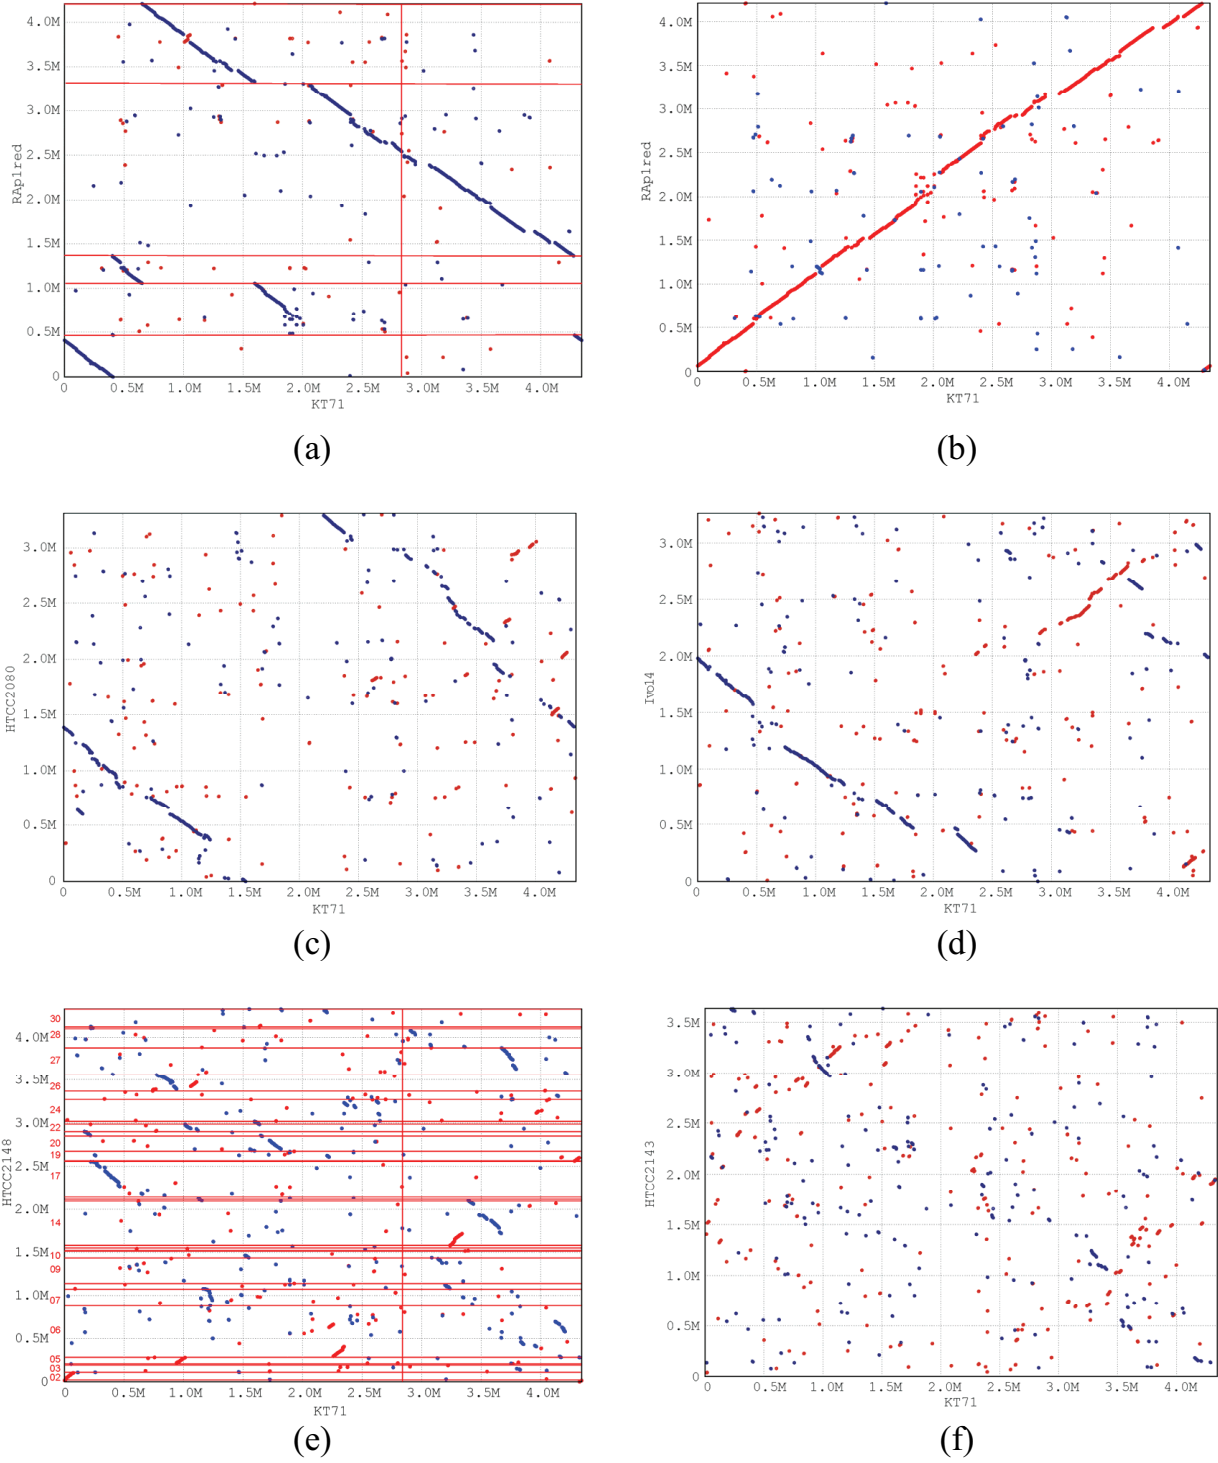 4.0M
3.5M
3.0M
2.5M
2.0M
1.5M
1.0M
0.5M
0
RAp1red
0 0.5M 1.0M 1.5M 2.0M 2.5M 3.0M 3.5M 4.0M
KT71
(a)
4.0M
3.5M
3.0M
2.5M
2.0M
1.5M
1.0M
0.5M
0
RAp1red
0 0.5M 1.0M 1.5M 2.0M 2.5M 3.0M 3.5M 4.0M
KT71
(b)
3.0M
2.5M
2.0M
1.5M
1.0M
0.5M
0
HTCC2080
0 0.5M 1.0M 1.5M 2.0M 2.5M 3.0M 3.5M 4.0M
KT71
(c)
3.0M
2.5M
2.0M
1.5M
1.0M
0.5M
0
Ivo14
0 0.5M 1.0M 1.5M 2.0M 2.5M 3.0M 3.5M 4.0M
KT71
(d)
30
4.0M 28
27
3.5M 26
24
3.0M 22
20
19
2.5M 17
2.0M 14
1.5M 10
09
1.0M 07
06
0.5M
05
03
0 02
HTCC2148
0 0.5M 1.0M 1.5M 2.0M 2.5M 3.0M 3.5M 4.0M
KT71
(e)
3.5M
3.0M
2.5M
2.0M
1.5M
1.0M
0.5M
0
HTCC2143
0 0.5M 1.0M 1.5M 2.0M 2.5M 3.0M 3.5M 4.0M
KT71
(f)